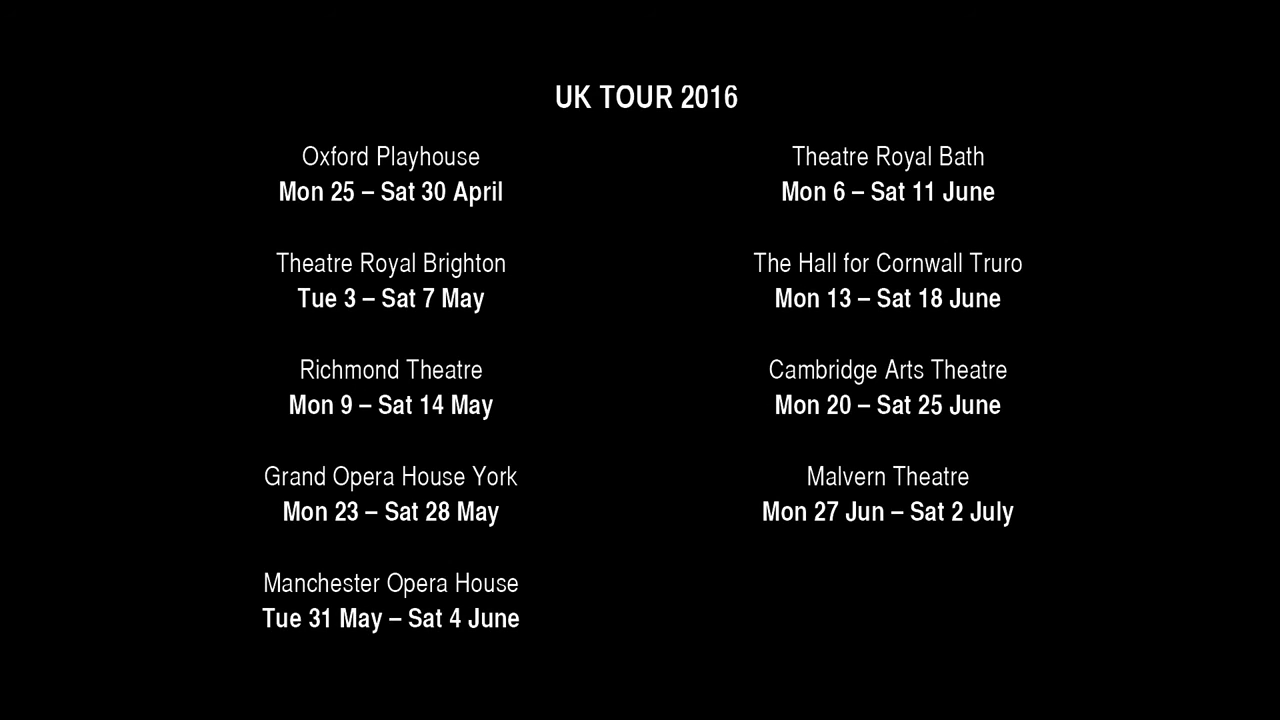 UK TOUR 2016
Oxford Playhouse
Mon 25 – Sat 30 April
Theatre Royal Brighton
Tue 3 – Sat 7 May
Richmond Theatre
Mon 9 – Sat 14 May
Grand Opera House York
Mon 23 – Sat 28 May
Manchester Opera House
Tue 31 May – Sat 4 June
Theatre Royal Bath
Mon 6 – Sat 11 June
The Hall for Cornwall Truro
Mon 13 – Sat 18 June
Cambridge Arts Theatre
Mon 20 – Sat 25 June
Malvern Theatre
Mon 27 Jun – Sat 2 July